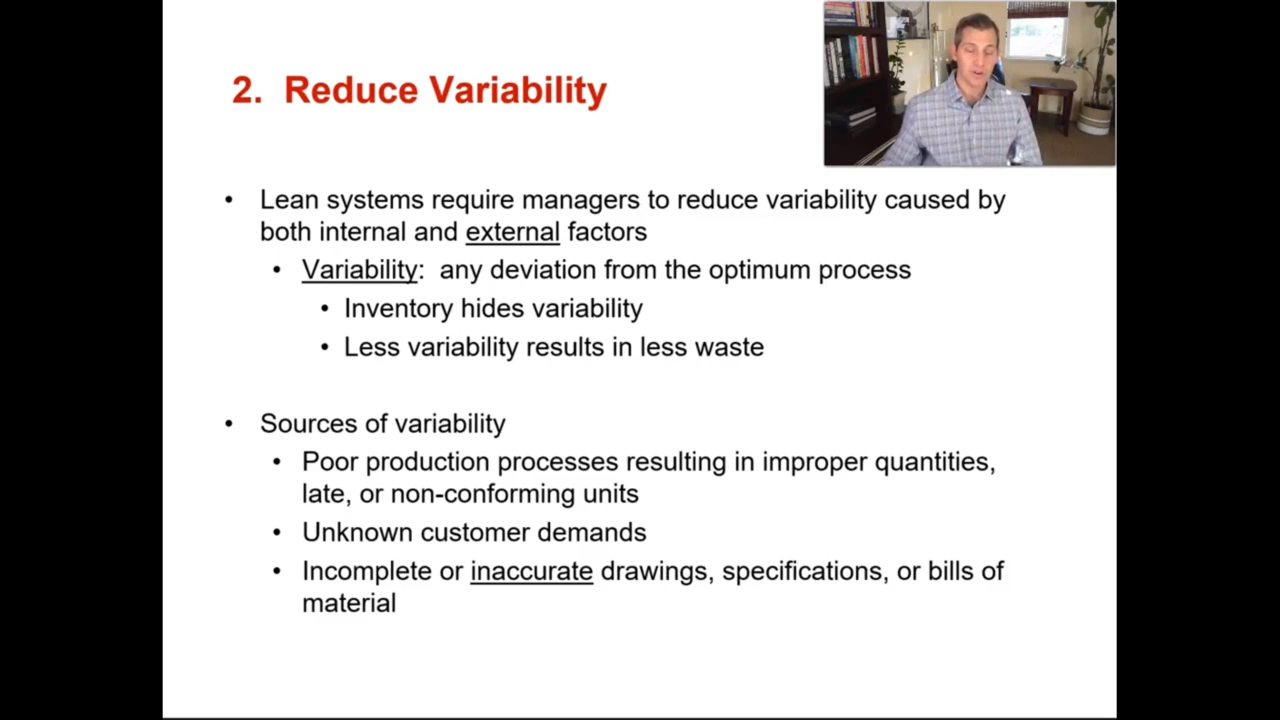 2. Reduce Variability
• Lean systems require managers to reduce variability caused by
both internal and external factors
• Variability: any deviation from the optimum process
• Inventory hides variability
• Less variability results in less waste
• Sources of variability
• Poor production processes resulting in improper quantities,
late, or non-conforming units
• Unknown customer demands
• Incomplete or inaccurate drawings, specifications, or bills of
material